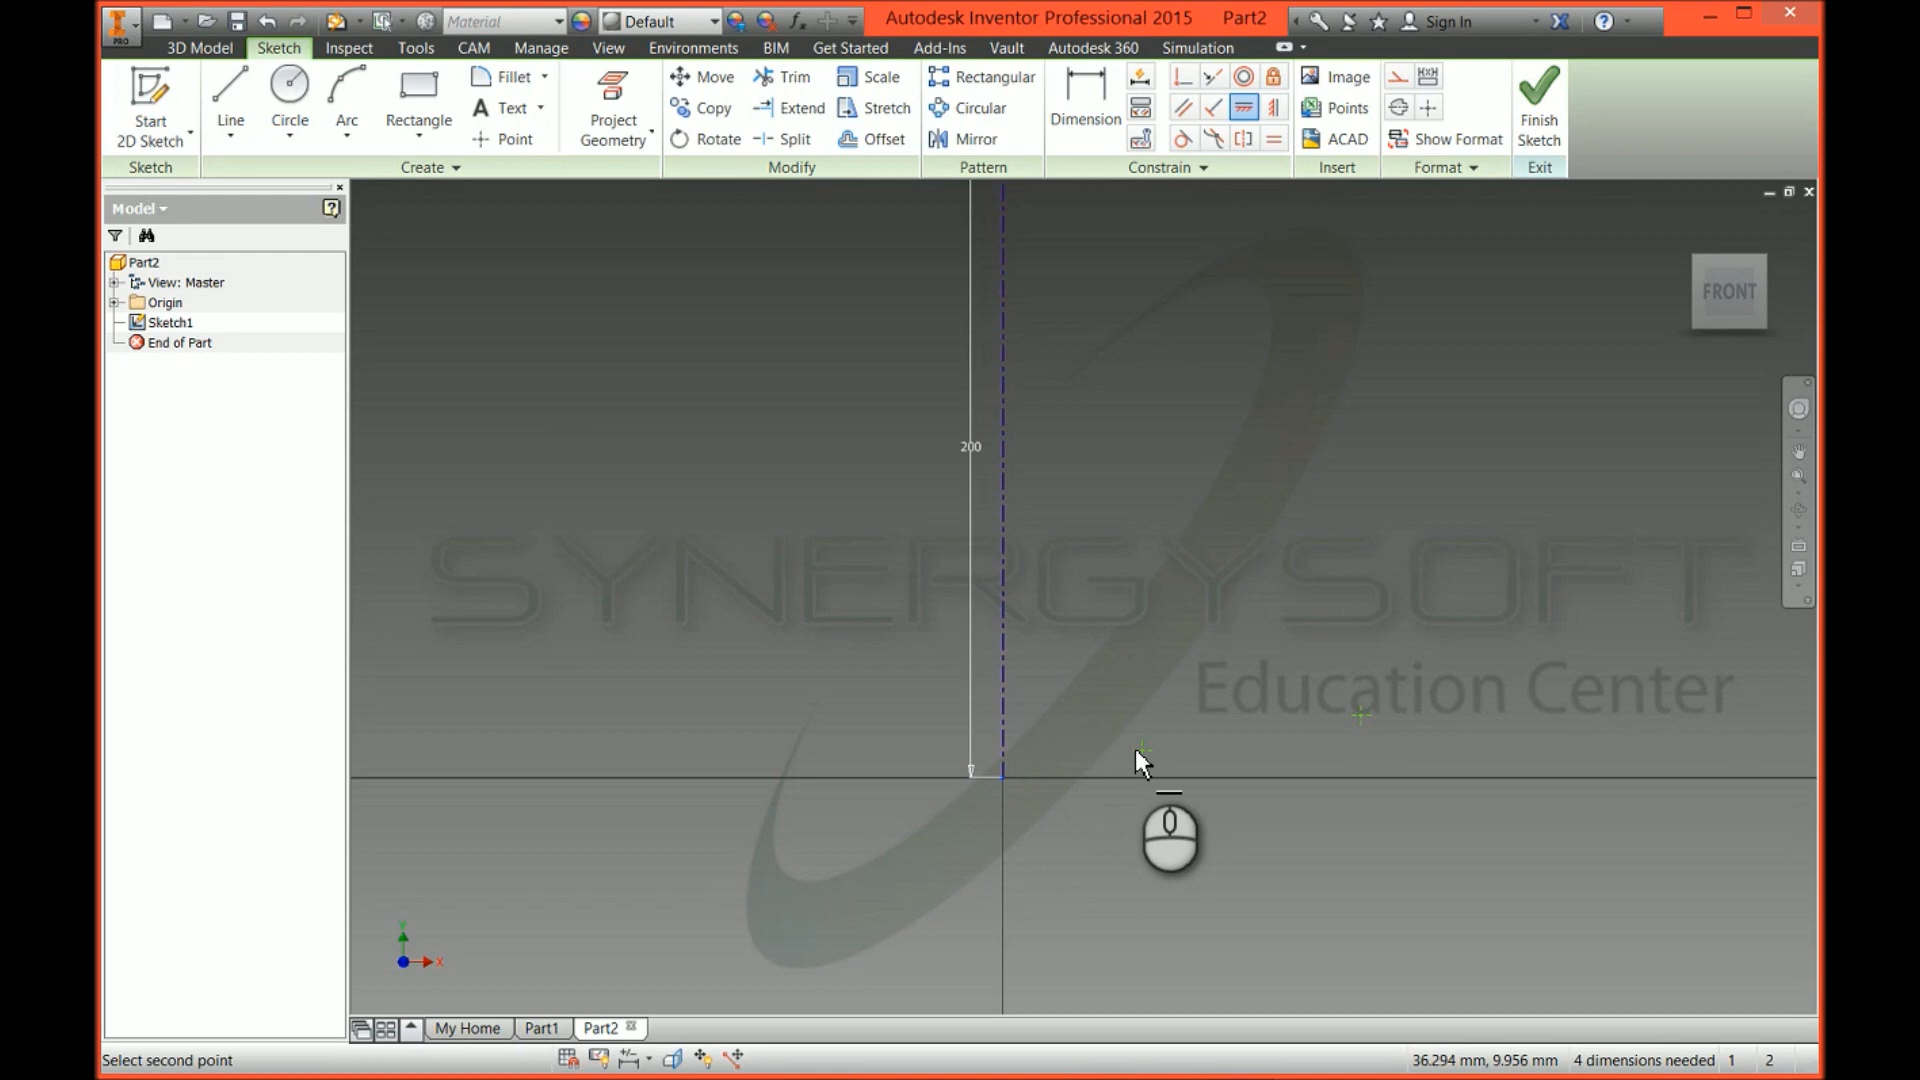 Material
Default
Autodesk Inventor Professional 2015 Part2
Sign In
PRO
3D Model Sketch Inspect Tools CAM Manage View Environments BIM Get Started Add-Ins Vault Autodesk 360 Simulation
Start
2D Sketch
Line
Circle
Arc
Rectangle
Fillet
Text
Point
Project
Geometry
Move
Copy
Rotate
Trim
Extend
Split
Scale
Stretch
Offset
Rectangular
Circular
Mirror
Dimension
Image
Points
ACAD
Show Format
Finish
Sketch
Sketch Create Modify Pattern Constrain Insert Format Exit
Model
Part2
View: Master
Origin
Sketch1
End of Part
FRONT
200
SYNERGYSOFT
Education Center
Y
X
My Home Part1 Part2
Select second point
36.294 mm, 9.956 mm 4 dimensions needed 1 2